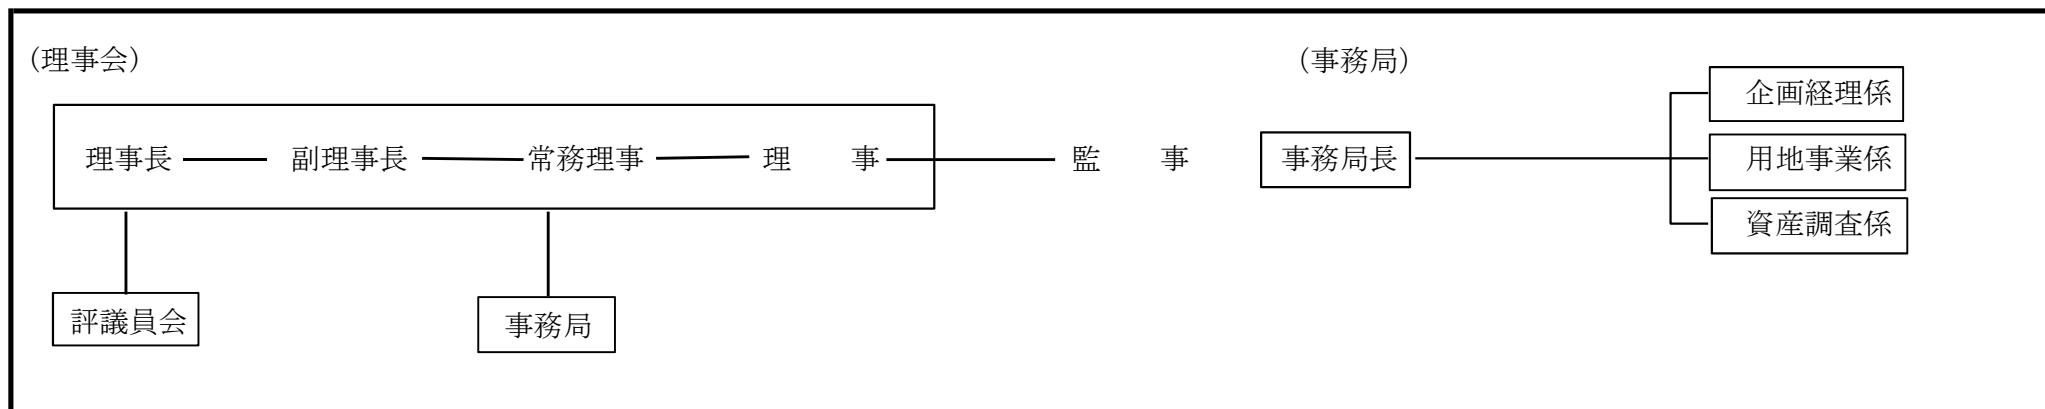 （理事会）
（事務局）
企画経理係
理事長 副理事長 常務理事 理　事 監　事 事務局長 用地事業係
資産調査係
評議員会 事務局